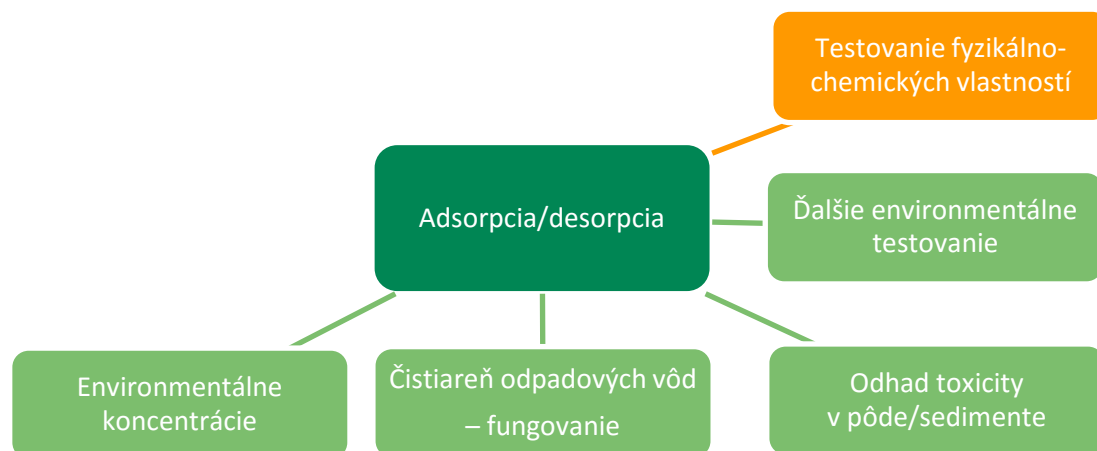 Testovanie fyzikálno-
chemických vlastností
Adsorpcia/desorpcia
Ďalšie environmentálne
testovanie
Environmentálne
koncentrácie
Čistiareň odpadových vôd
– fungovanie
Odhad toxicity
v pôde/sedimente